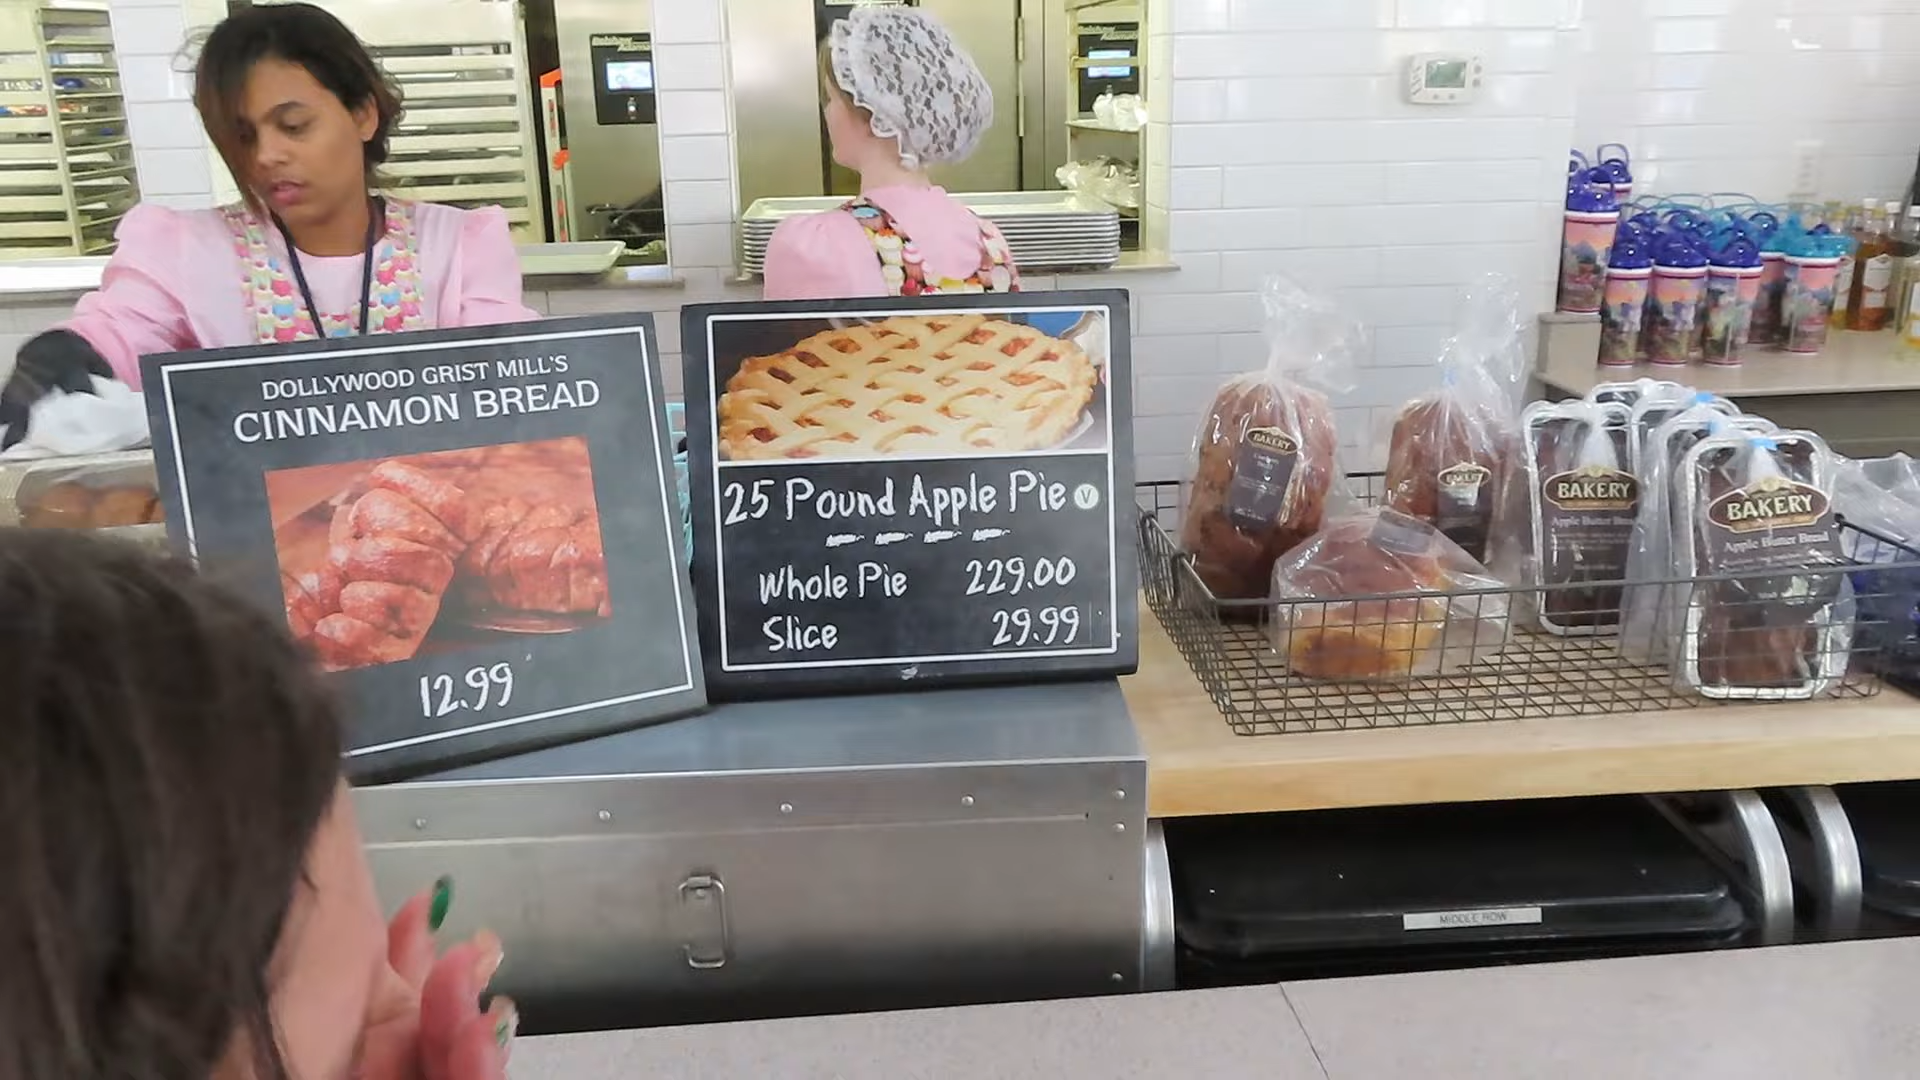 DOLLYWOOD GRIST MILL'S
CINNAMON BREAD
12.99
25 Pound Apple Pie V
Whole Pie 229.00
Slice 29.99
BAKERY
BAKERY
BAKERY
Apple Butter Bread
BAKERY
Apple Butter Bread
MIDDLE ROW